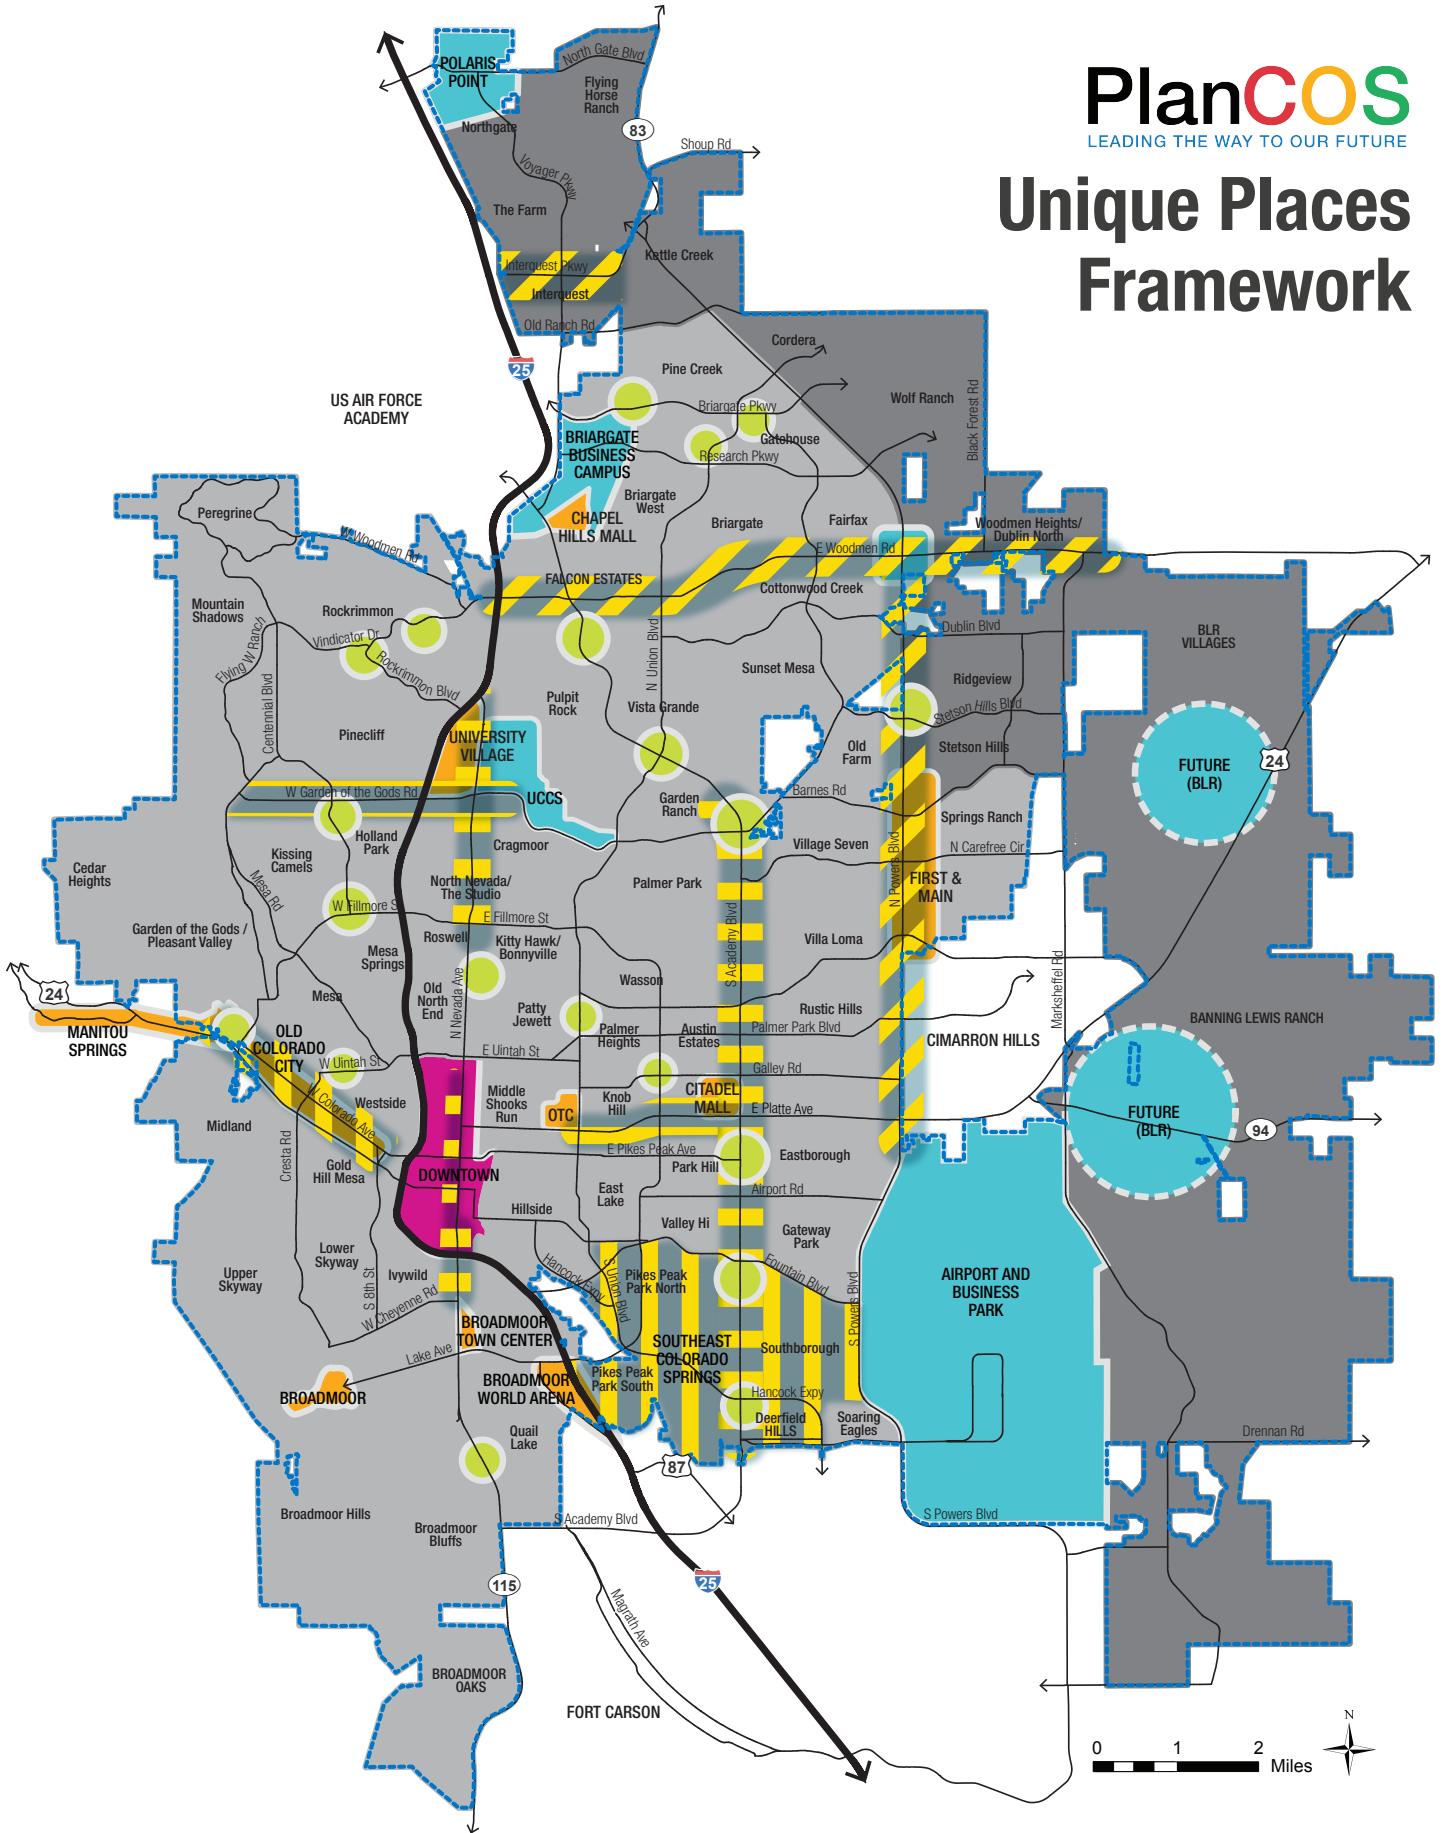 PlanCOS
LEADING THE WAY TO OUR FUTURE
Unique Places
Framework
POLARIS
POINT
North Gate Blvd
Flying
Horse
Ranch
Northgate
83
Shoup Rd
Voyager Pkwy
The Farm
Kettle Creek
Interquest Pkwy
Interquest
Old Ranch Rd
25
Cordera
Pine Creek
US AIR FORCE
ACADEMY
Wolf Ranch
Black Forest Rd
Briargate Pkwy
Gatehouse
BRIARGATE
BUSINESS
CAMPUS
Research Pkwy
Briargate
West
CHAPEL
HILLS MALL
Briargate
Fairfax
Woodmen Heights/
Dublin North
Peregrine
W Woodmen Rd
E Woodmen Rd
FALCON ESTATES
Cottonwood Creek
Mountain
Shadows
Rockrimmon
Vindicator Dr
Rockrimmon Blvd
Flying W Ranch
Centennial Blvd
N Union Blvd
Dublin Blvd
BLR
VILLAGES
Sunset Mesa
Ridgeview
Pulpit
Rock
Vista Grande
Stetson Hills Blvd
Stetson Hills
Pinecliff
UNIVERSITY
VILLAGE
Old
Farm
FUTURE
(BLR)
24
W Garden of the Gods Rd
UCCS
Garden
Ranch
Barnes Rd
Springs Ranch
Holland
Park
Cragmoor
Village Seven
N Carefree Cir
Kissing
Camels
Cedar
Heights
Mesa Rd
North Nevada/
The Studio
Palmer Park
N Powers Blvd
FIRST &
MAIN
W Fillmore S
E Fillmore St
Garden of the Gods /
Pleasant Valley
Roswell
Kitty Hawk/
Bonnyville
Villa Loma
Mesa
Springs
S Academy Blvd
Wasson
Marksheffel Rd
24
Mesa
Old
North
End
N Nevada Ave
Patty
Jewett
Rustic Hills
BANNING LEWIS RANCH
MANITOU
SPRINGS
OLD
COLORADO
CITY
Palmer
Heights
Austin
Estates
Palmer Park Blvd
CIMARRON HILLS
E Uintah St
W Uintah St
Galley Rd
Middle
Shooks
Run
OTC
Knob
Hill
CITADEL
MALL
E Platte Ave
W Colorado Ave
Westside
FUTURE
(BLR)
94
Midland
Cresta Rd
E Pikes Peak Ave
Park Hill
Eastborough
Gold
Hill Mesa
DOWNTOWN
East
Lake
Airport Rd
Hillside
Valley Hi
Gateway
Park
Lower
Skyway
Upper
Skyway
S 8th St
Ivywild
Hancock Expy
S Union Blvd
Pikes Peak
Park North
Fountain Blvd
S Powers Blvd
AIRPORT AND
BUSINESS
PARK
W Cheyenne Rd
BROADMOOR
TOWN CENTER
SOUTHEAST
COLORADO
SPRINGS
Southborough
Lake Ave
BROADMOOR
BROADMOOR
WORLD ARENA
Pikes Peak
Park South
Hancock Expy
Deerfield
HILLS
Soaring
Eagles
Quail
Lake
Drennan Rd
87
Broadmoor Hills
Broadmoor
Bluffs
S Academy Blvd
S Powers Blvd
115
25
Magrath Ave
BROADMOOR
OAKS
FORT CARSON
N
0 1 2
Miles